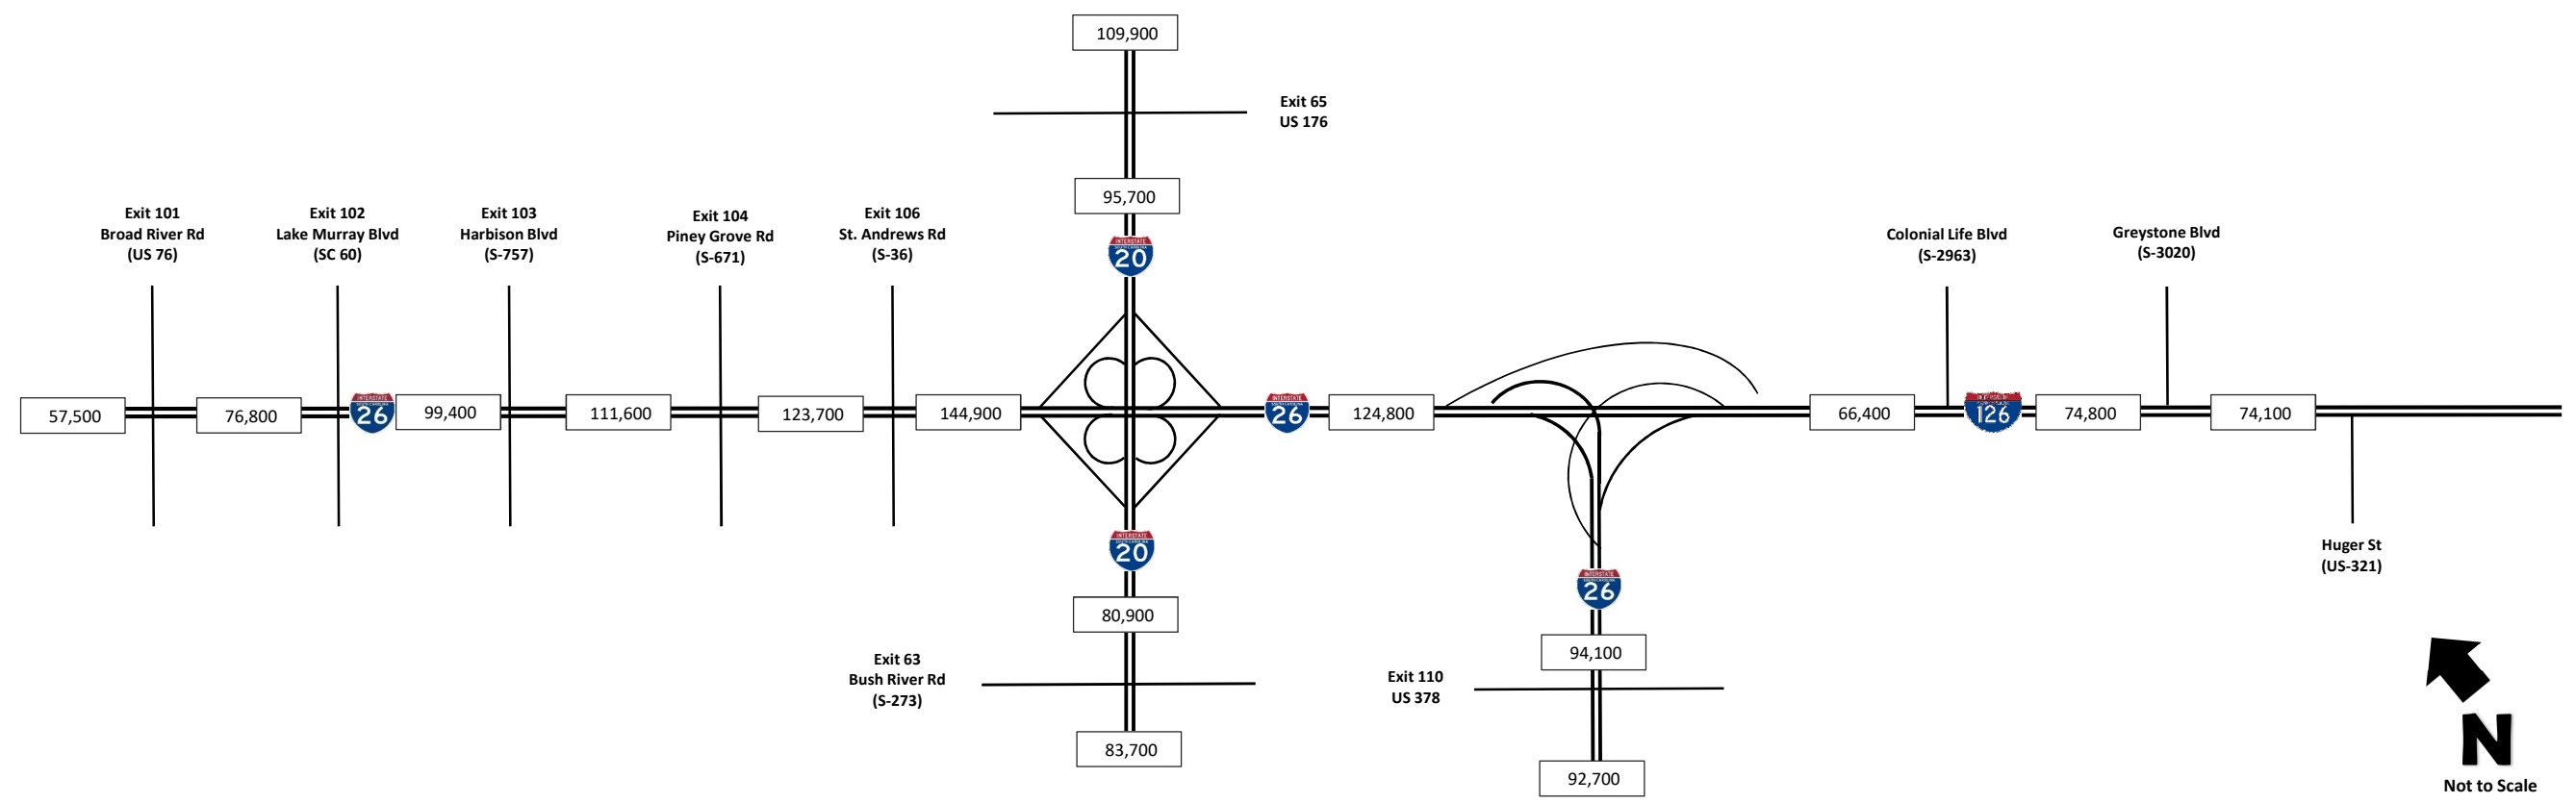 109,900
Exit 65
US 176
95,700
Exit 101
Broad River Rd
(US 76)
Exit 102
Lake Murray Blvd
(SC 60)
Exit 103
Harbison Blvd
(S-757)
Exit 104
Piney Grove Rd
(S-671)
Exit 106
St. Andrews Rd
(S-36)
INTERSTATE
20
Colonial Life Blvd
(S-2963)
Greystone Blvd
(S-3020)
57,500
76,800
INTERSTATE
26
99,400
111,600
123,700
144,900
INTERSTATE
26
124,800
66,400
126
74,800
74,100
INTERSTATE
20
Huger St
(US-321)
INTERSTATE
26
80,900
94,100
Exit 63
Bush River Rd
(S-273)
Exit 110
US 378
83,700
92,700
N
Not to Scale